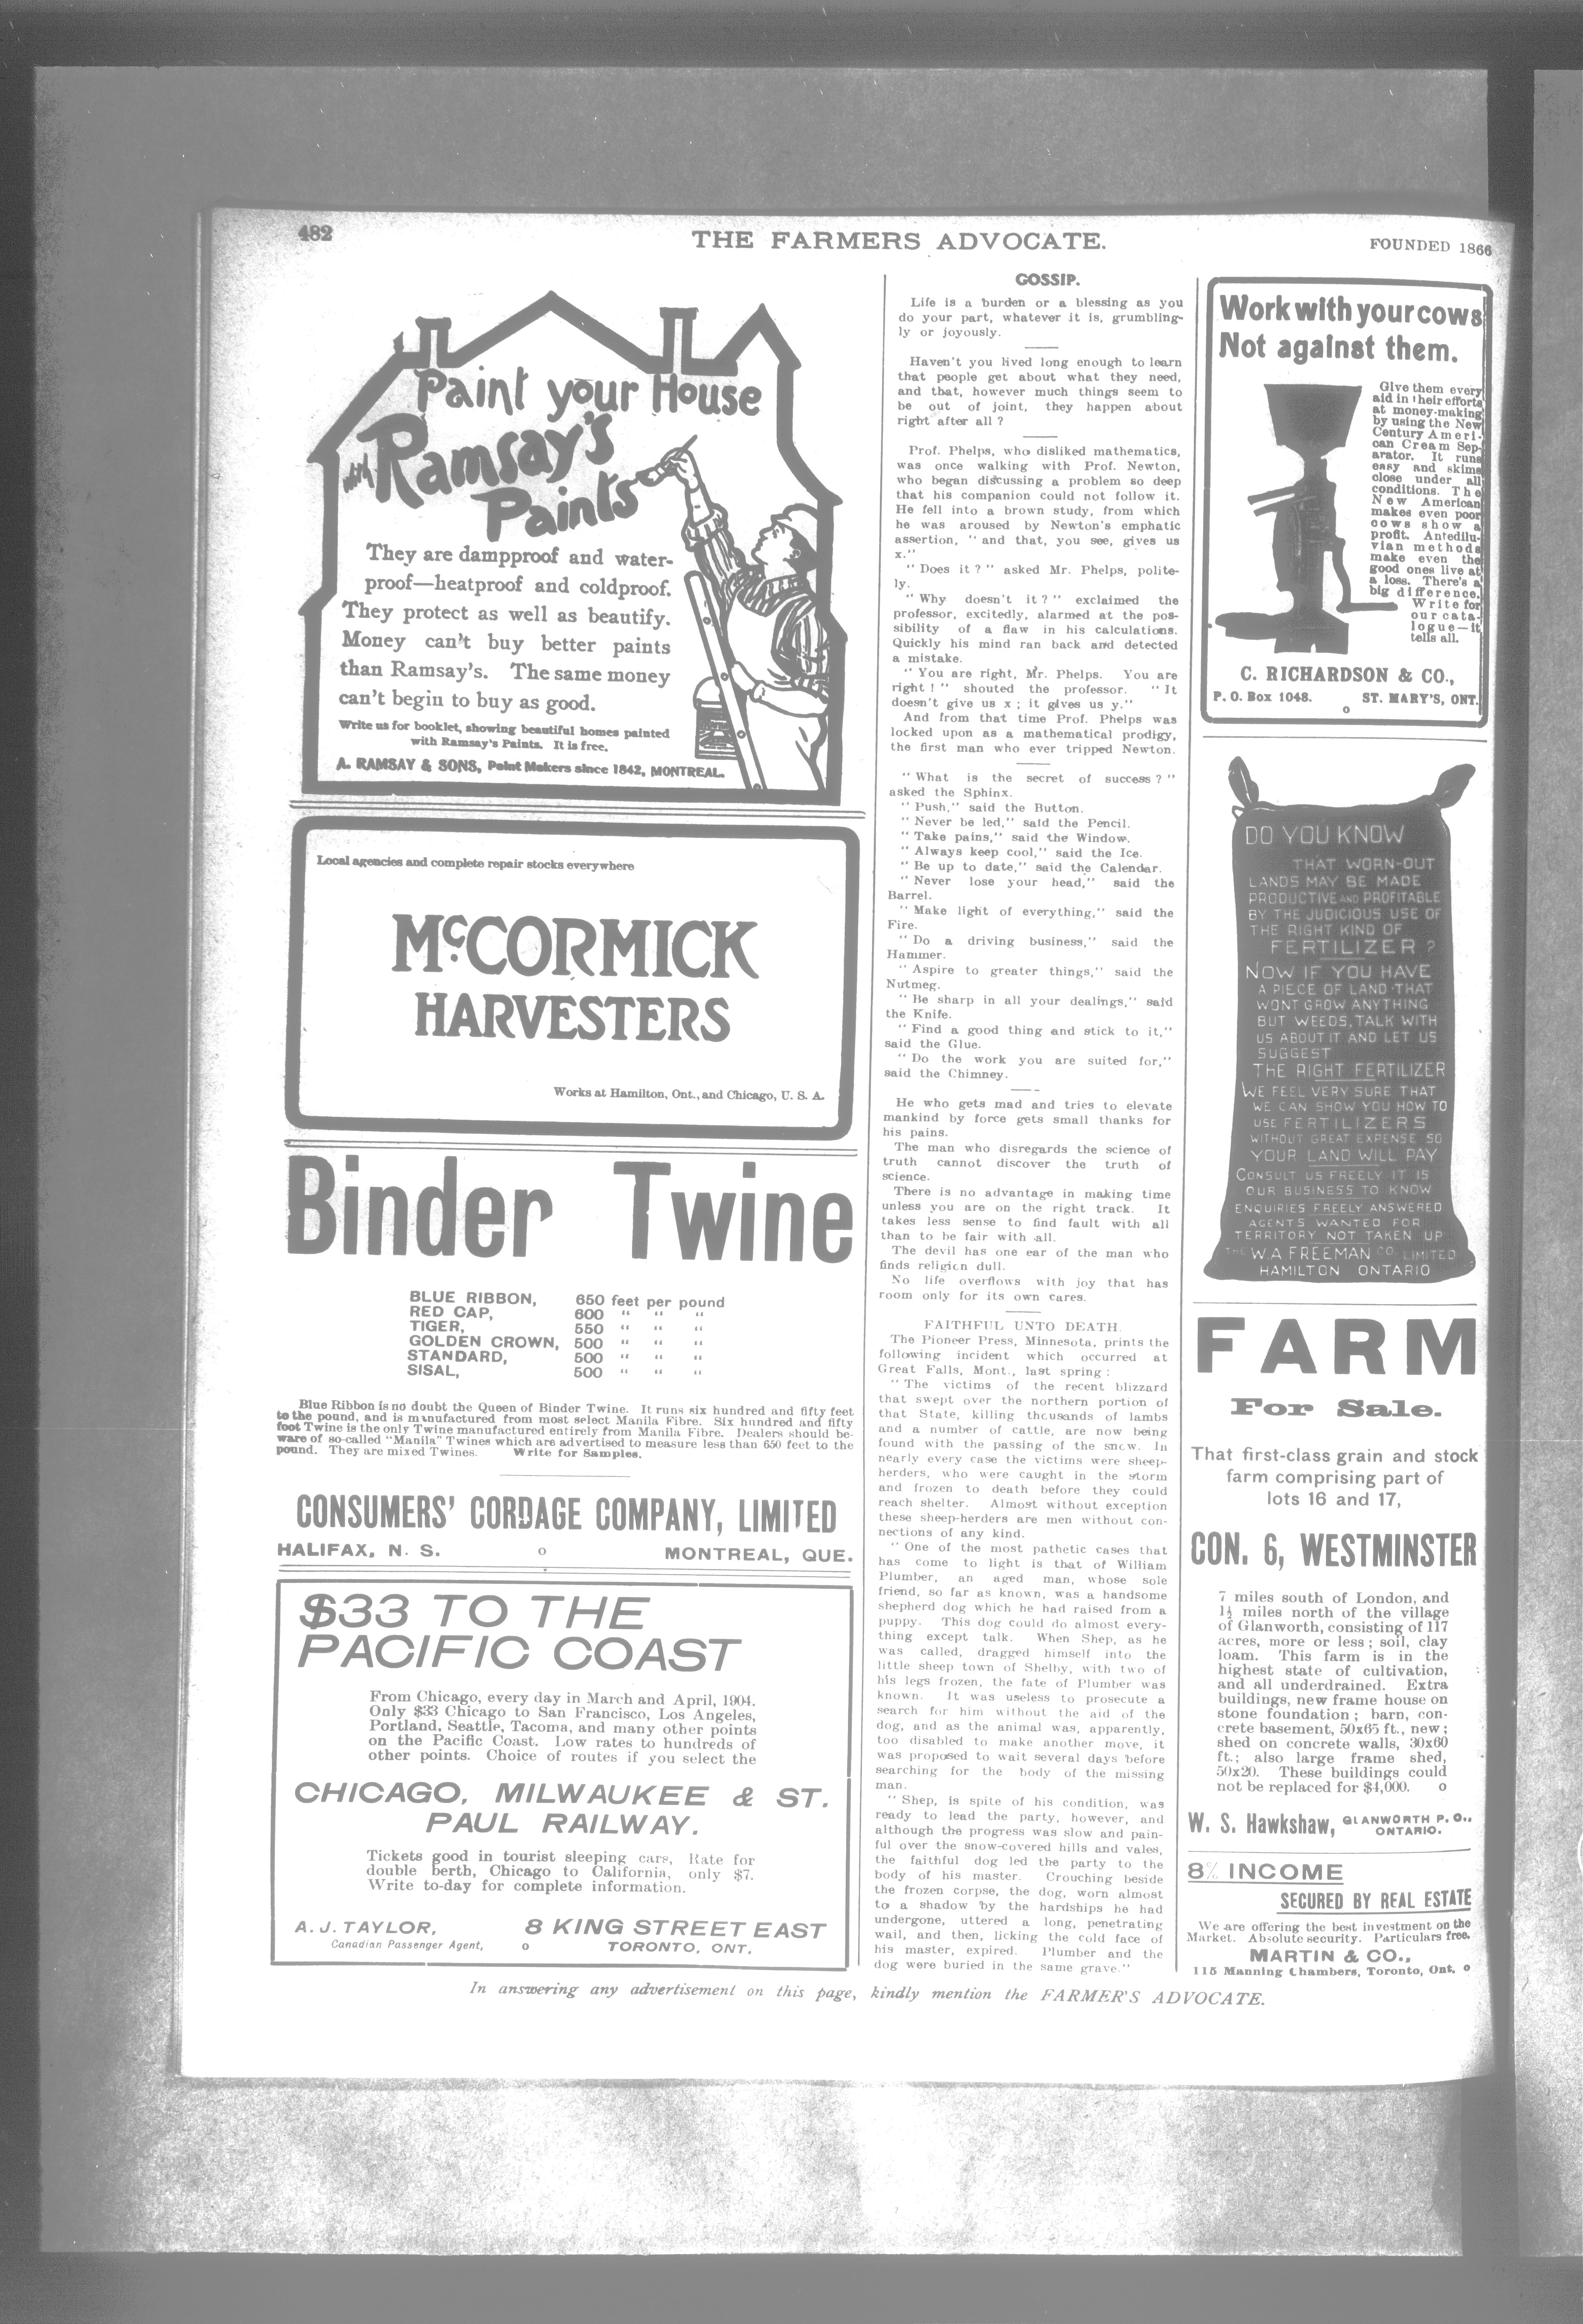 482
THE FARMERS ADVOCATE.
FOUNDED 1866
Paint your House
with Ramsay's
Paints
They are dampproof and water-
proof—heatproof and coldproof.
They protect as well as beautify.
Money can't buy better paints
than Ramsay's. The same money
can't begin to buy as good.
Write us for booklet, showing beautiful homes painted
with Ramsay's Paints. It is free.
A. RAMSAY & SONS, Paint Makers since 1842, MONTREAL.
Local agencies and complete repair stocks everywhere
McCORMICK
HARVESTERS
Works at Hamilton, Ont., and Chicago, U. S. A.
Binder Twine
BLUE RIBBON, 650 feet per pound
RED CAP, 600 " " "
TIGER, 550 " " "
GOLDEN CROWN, 500 " " "
STANDARD, 500 " " "
SISAL, 500 " " "
Blue Ribbon is no doubt the Queen of Binder Twine. It runs six hundred and fifty feet
to the pound, and is manufactured from most select Manila Fibre. Six hundred and fifty
foot Twine is the only Twine manufactured entirely from Manila Fibre. Dealers should be-
ware of so-called "Manila" Twines which are advertised to measure less than 650 feet to the
pound. They are mixed Twines. Write for Samples.
CONSUMERS' CORDAGE COMPANY, LIMITED
HALIFAX, N. S. o MONTREAL, QUE.
$33 TO THE
PACIFIC COAST
From Chicago, every day in March and April, 1904.
Only $33 Chicago to San Francisco, Los Angeles,
Portland, Seattle, Tacoma, and many other points
on the Pacific Coast. Low rates to hundreds of
other points. Choice of routes if you select the
CHICAGO, MILWAUKEE & ST.
PAUL RAILWAY.
Tickets good in tourist sleeping cars, Rate for
double berth, Chicago to California, only $7.
Write to-day for complete information.
A. J. TAYLOR, 8 KING STREET EAST
Canadian Passenger Agent, o TORONTO, ONT.
GOSSIP.
Life is a burden or a blessing as you
do your part, whatever it is, grumbling-
ly or joyously.
Haven't you lived long enough to learn
that people get about what they need,
and that, however much things seem to
be out of joint, they happen about
right after all ?
Prof. Phelps, who disliked mathematics,
was once walking with Prof. Newton,
who began discussing a problem so deep
that his companion could not follow it.
He fell into a brown study, from which
he was aroused by Newton's emphatic
assertion, " and that, you see, gives us
x."
" Does it ? " asked Mr. Phelps, polite-
ly.
" Why doesn't it ? " exclaimed the
professor, excitedly, alarmed at the pos-
sibility of a flaw in his calculations.
Quickly his mind ran back and detected
a mistake.
" You are right, Mr. Phelps. You are
right ! " shouted the professor. " It
doesn't give us x ; it gives us y."
And from that time Prof. Phelps was
locked upon as a mathematical prodigy,
the first man who ever tripped Newton.
" What is the secret of success ? "
asked the Sphinx.
" Push," said the Button.
" Never be led," said the Pencil.
" Take pains," said the Window.
" Always keep cool," said the Ice.
" Be up to date," said the Calendar.
" Never lose your head," said the
Barrel.
" Make light of everything," said the
Fire.
" Do a driving business," said the
Hammer.
" Aspire to greater things," said the
Nutmeg.
" Be sharp in all your dealings," said
the Knife.
" Find a good thing and stick to it,"
said the Glue.
" Do the work you are suited for,"
said the Chimney.
He who gets mad and tries to elevate
mankind by force gets small thanks for
his pains.
The man who disregards the science of
truth cannot discover the truth of
science.
There is no advantage in making time
unless you are on the right track. It
takes less sense to find fault with all
than to be fair with all.
The devil has one ear of the man who
finds religion dull.
No life overflows with joy that has
room only for its own cares.
FAITHFUL UNTO DEATH.
The Pioneer Press, Minnesota, prints the
following incident which occurred at
Great Falls, Mont., last spring :
" The victims of the recent blizzard
that swept over the northern portion of
that State, killing thousands of lambs
and a number of cattle, are now being
found with the passing of the snow. In
nearly every case the victims were sheep-
herders, who were caught in the storm
and frozen to death before they could
reach shelter. Almost without exception
these sheep-herders are men without con-
nections of any kind.
" One of the most pathetic cases that
has come to light is that of William
Plumber, an aged man, whose sole
friend, so far as known, was a handsome
shepherd dog which he had raised from a
puppy. This dog could do almost every-
thing except talk. When Shep, as he
was called, dragged himself into the
little sheep town of Shelby, with two of
his legs frozen, the fate of Plumber was
known. It was useless to prosecute a
search for him without the aid of the
dog, and as the animal was, apparently,
too disabled to make another move, it
was proposed to wait several days before
searching for the body of the missing
man.
" Shep, is spite of his condition, was
ready to lead the party, however, and
although the progress was slow and pain-
ful over the snow-covered hills and vales,
the faithful dog led the party to the
body of his master. Crouching beside
the frozen corpse, the dog, worn almost
to a shadow by the hardships he had
undergone, uttered a long, penetrating
wail, and then, licking the cold face of
his master, expired. Plumber and the
dog were buried in the same grave."
Work with your cows
Not against them.
Give them every
aid in their efforts
at money-making
by using the New
Century Ameri-
can Cream Sep-
arator. It runs
easy and skims
close under all
conditions. The
New American
makes even poor
cows show a
profit. Antedilu-
vian methods
make even the
good ones live at
a loss. There's a
big difference.
Write for
our cata-
logue—it
tells all.
C. RICHARDSON & CO.,
P. O. Box 1048. o ST. MARY'S, ONT.
DO YOU KNOW
THAT WORN-OUT
LANDS MAY BE MADE
PRODUCTIVE AND PROFITABLE
BY THE JUDICIOUS USE OF
THE RIGHT KIND OF
FERTILIZER ?
NOW IF YOU HAVE
A PIECE OF LAND THAT
WONT GROW ANYTHING
BUT WEEDS, TALK WITH
US ABOUT IT AND LET US
SUGGEST
THE RIGHT FERTILIZER
WE FEEL VERY SURE THAT
WE CAN SHOW YOU HOW TO
USE FERTILIZERS
WITHOUT GREAT EXPENSE SO
YOUR LAND WILL PAY
CONSULT US FREELY IT IS
OUR BUSINESS TO KNOW
ENQUIRIES FREELY ANSWERED
AGENTS WANTED FOR
TERRITORY NOT TAKEN UP
THE W.A FREEMAN CO. LIMITED
HAMILTON ONTARIO
FARM
For Sale.
That first-class grain and stock
farm comprising part of
lots 16 and 17,
CON. 6, WESTMINSTER
7 miles south of London, and
1½ miles north of the village
of Glanworth, consisting of 117
acres, more or less ; soil, clay
loam. This farm is in the
highest state of cultivation,
and all underdrained. Extra
buildings, new frame house on
stone foundation ; barn, con-
crete basement, 50x65 ft., new ;
shed on concrete walls, 30x60
ft.; also large frame shed,
50x20. These buildings could
not be replaced for $4,000. o
W. S. Hawkshaw, GLANWORTH P. O.,
ONTARIO.
8% INCOME
SECURED BY REAL ESTATE
We are offering the best investment on the
Market. Absolute security. Particulars free.
MARTIN & CO.,
115 Manning Chambers, Toronto, Ont. o
In answering any advertisement on this page, kindly mention the FARMER'S ADVOCATE.